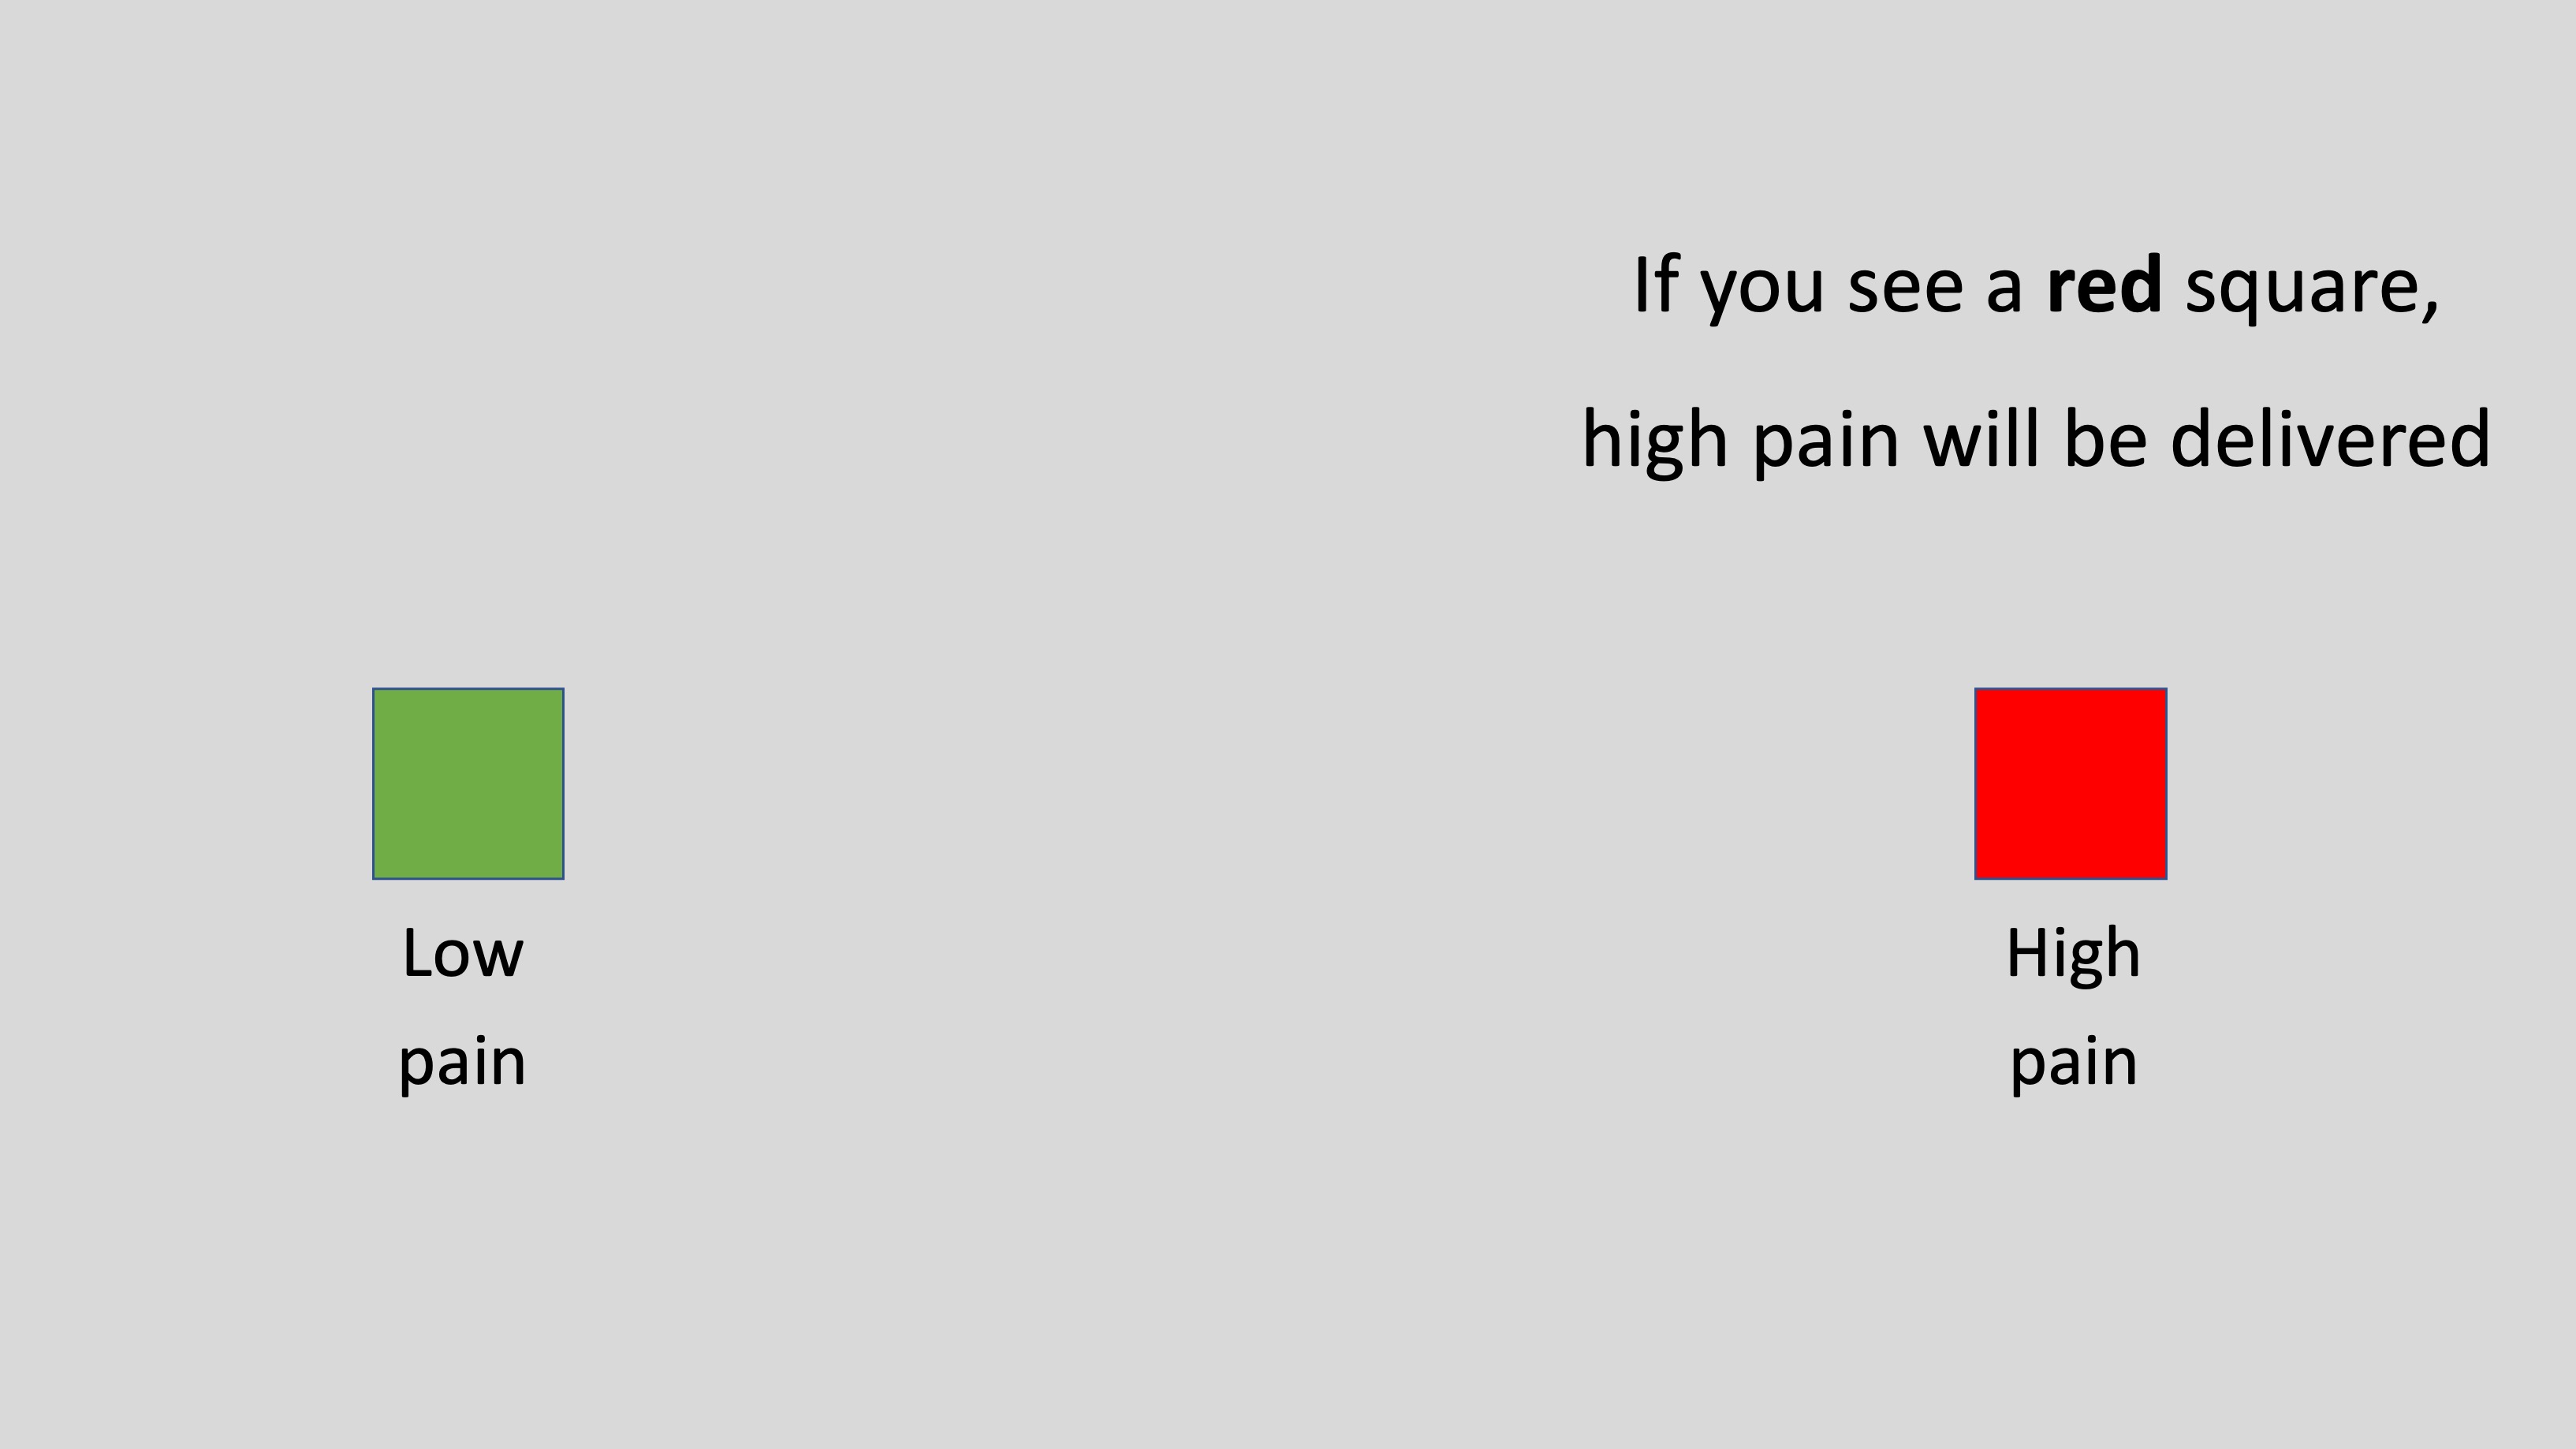 If you see a red square,
high pain will be delivered
Low
pain
High
pain